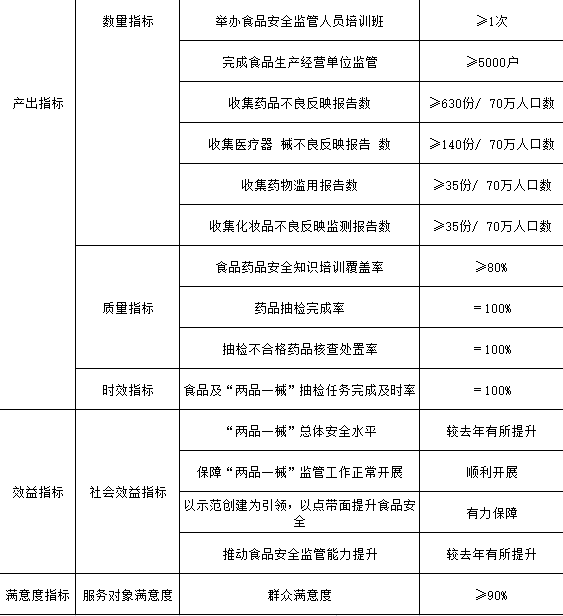 数量指标 举办食品安全监管人员培训班 ≥1次
完成食品生产经营单位监管 ≥5000户
产出指标 收集药品不良反映报告数 ≥630份/ 70万人口数
收集医疗器 械不良反映报告 数 ≥140份/ 70万人口数
收集药物滥用报告数 ≥35份/ 70万人口数
收集化妆品不良反映监测报告数 ≥35份/ 70万人口数
食品药品安全知识培训覆盖率 ≥80%
质量指标 药品抽检完成率 ＝100%
抽检不合格药品核查处置率 ＝100%
时效指标 食品及“两品一械”抽检任务完成及时率 ＝100%
“两品一械”总体安全水平 较去年有所提升
效益指标 社会效益指标 保障“两品一械”监管工作正常开展 顺利开展
以示范创建为引领，以点带面提升食品安
全 有力保障
推动食品安全监管能力提升 较去年有所提升
满意度指标 服务对象满意度 群众满意度 ≥90%